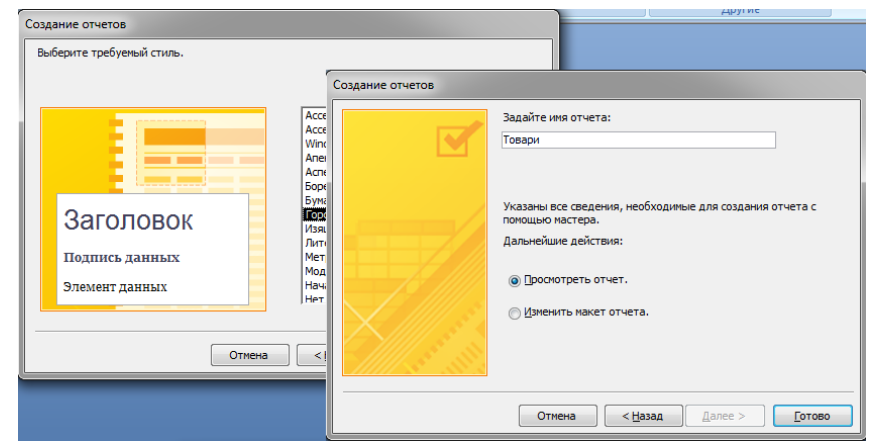 Другие
Создание отчетов
Выберите требуемый стиль.
Заголовок
Подпись данных
Элемент данных
Отмена
Создание отчетов
Задайте имя отчета:
Товари
Указаны все сведения, необходимые для создания отчета с
помощью мастера.
Дальнейшие действия:
Просмотреть отчет.
Изменить макет отчета.
Отмена
< Назад
Далее >
Готово